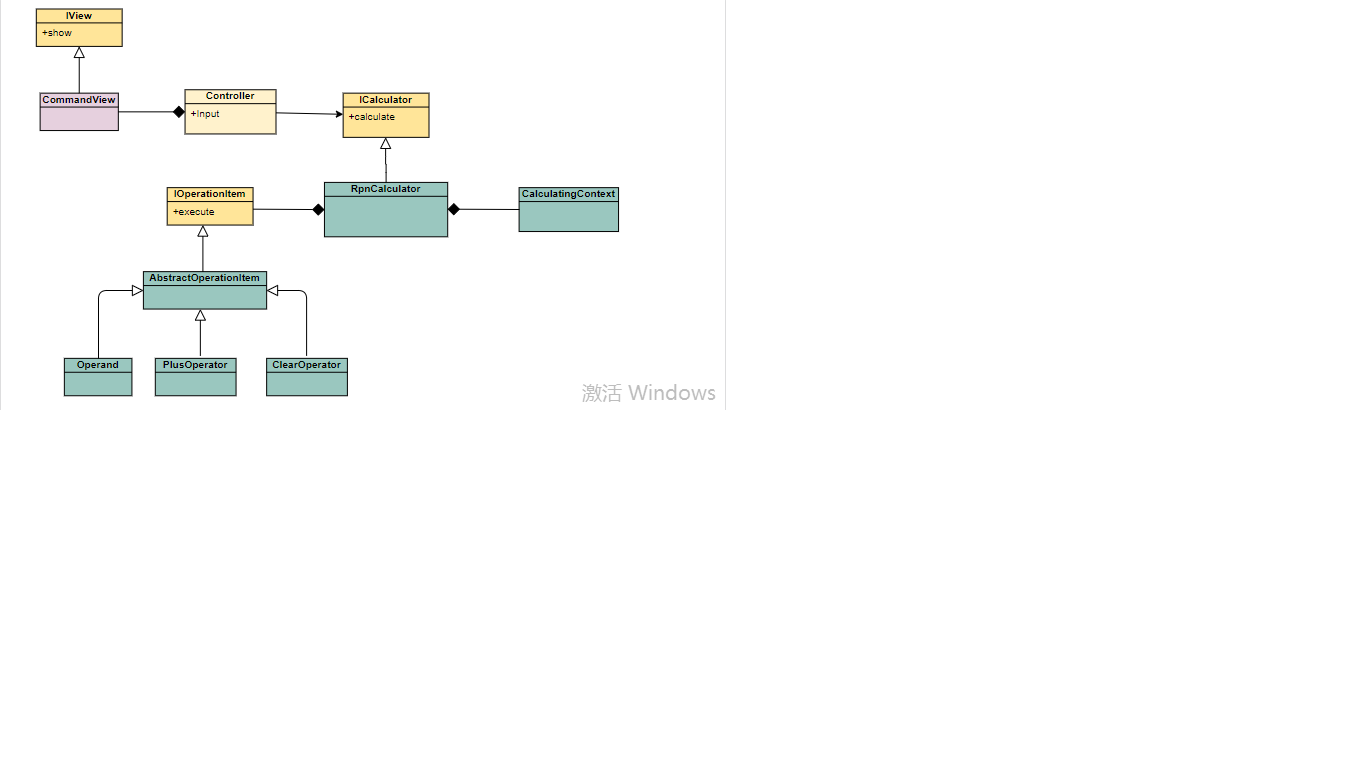 IView
+show
CommandView
Controller
+Input
ICalculator
+calculate
IOperationItem
+execute
RpnCalculator
CalculatingContext
AbstractOperationItem
Operand
PlusOperator
ClearOperator
激活 Windows